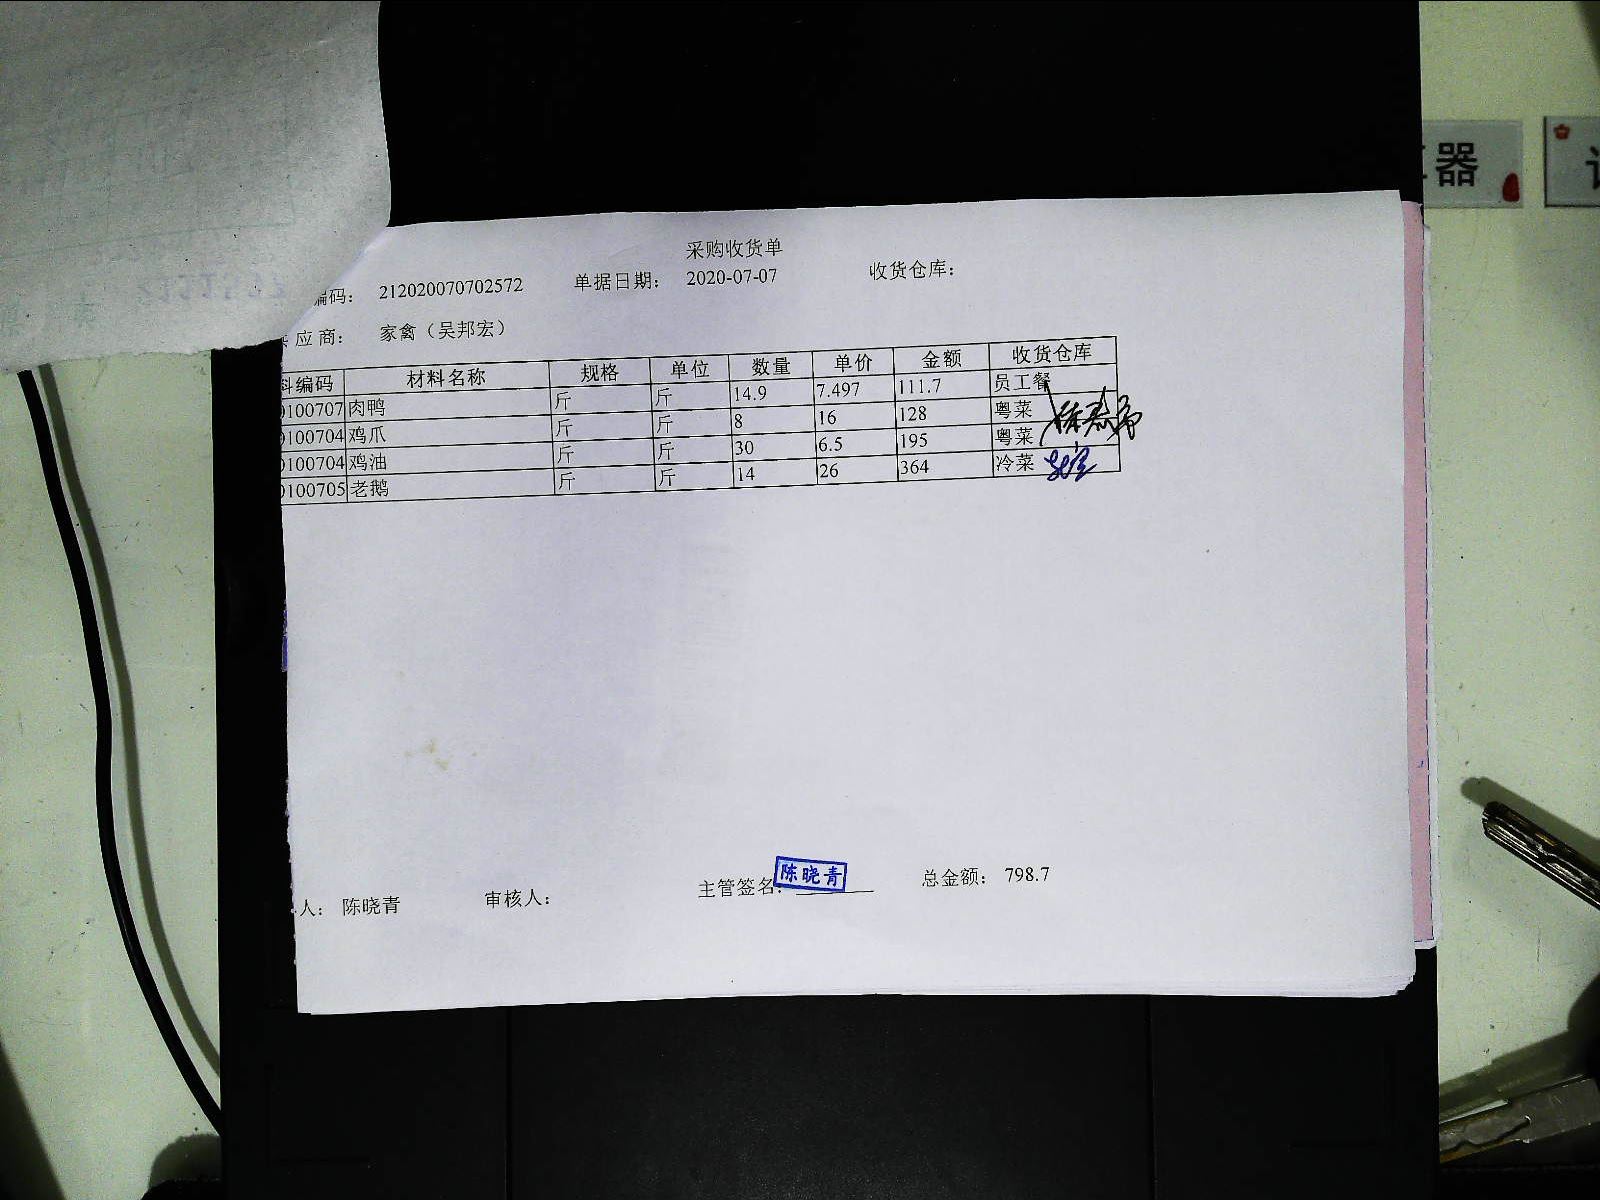 采购收货单
编码： 212020070702572 单据日期： 2020-07-07 收货仓库：
应商： 家禽（吴邦宏）
料编码 材料名称 规格 单位 数量 单价 金额 收货仓库
0100707 肉鸭 斤 斤 14.9 7.497 111.7 员工餐
0100704 鸡爪 斤 斤 8 16 128 粤菜
0100704 鸡油 斤 斤 30 6.5 195 粤菜
0100705 老鹅 斤 斤 14 26 364 冷菜
人： 陈晓青 审核人： 主管签名： 陈晓青 总金额： 798.7
器